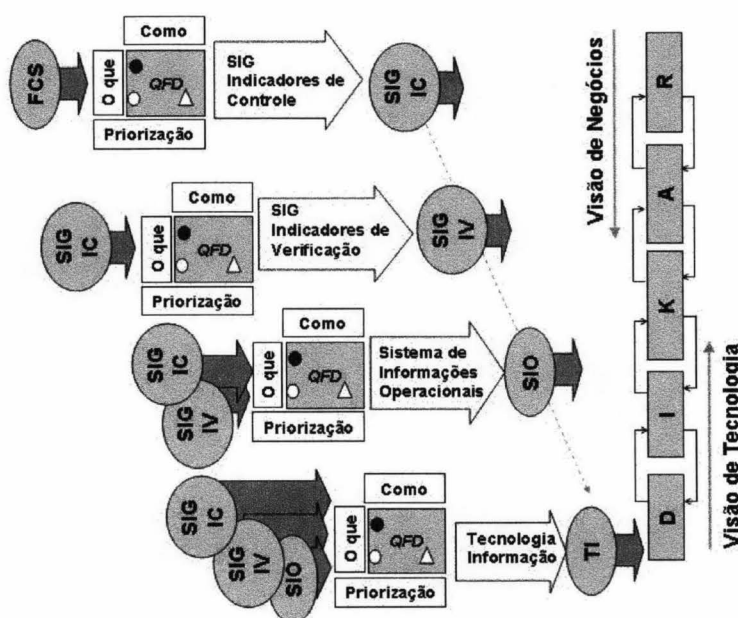 FCS
O que
Como
QFD
Priorização
SIG
Indicadores de
Controle
SIG
IC
SIG
IC
O que
Como
QFD
Priorização
SIG
Indicadores de
Verificação
SIG
IV
SIG
IC
SIG
IV
O que
Como
QFD
Priorização
Sistema de
Informações
Operacionais
SIO
SIG
IC
SIG
IV
SIO
O que
Como
QFD
Priorização
Tecnologia
Informação
TI
D
I
K
A
R
Visão de Negócios
Visão de Tecnologia